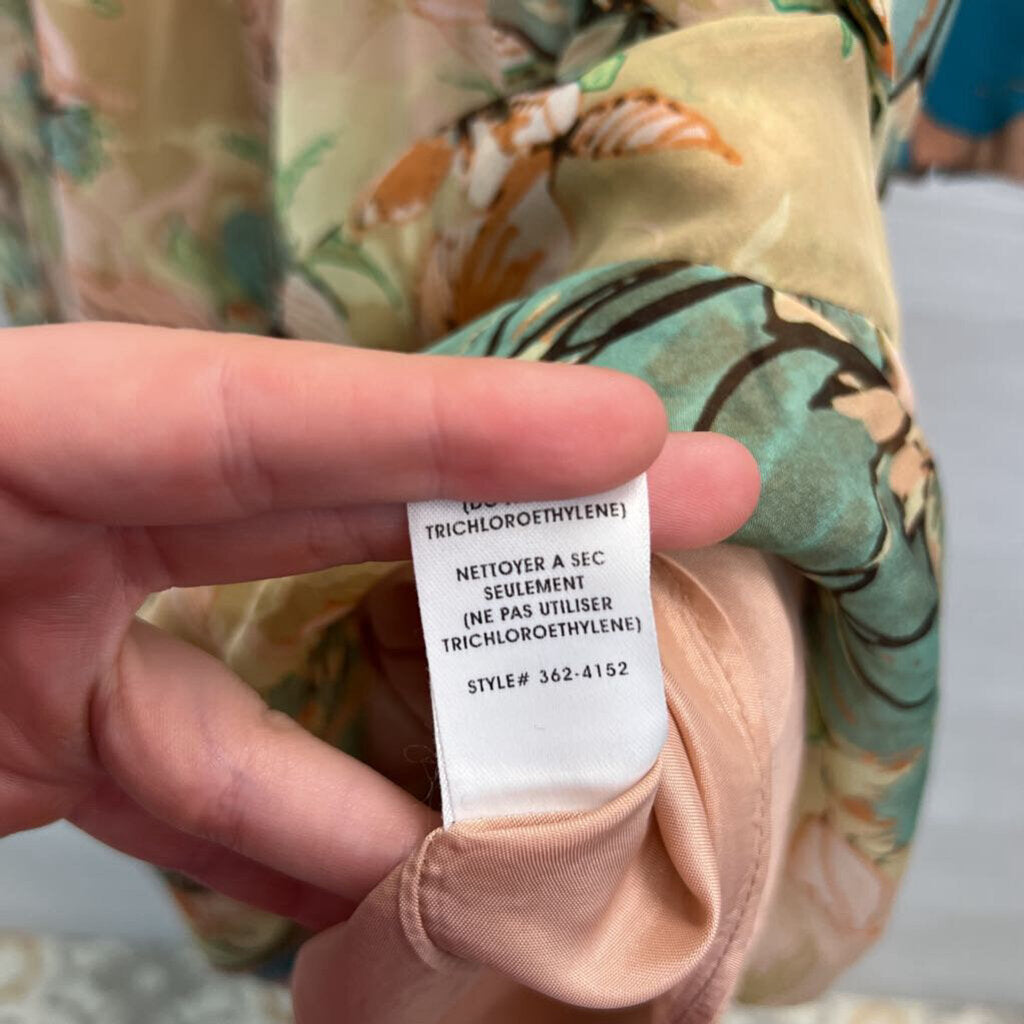 TRICHLOROETHYLENE)
NETTOYER A SEC
SEULEMENT
(NE PAS UTILISER
TRICHLOROETHYLENE)
STYLE# 362-4152